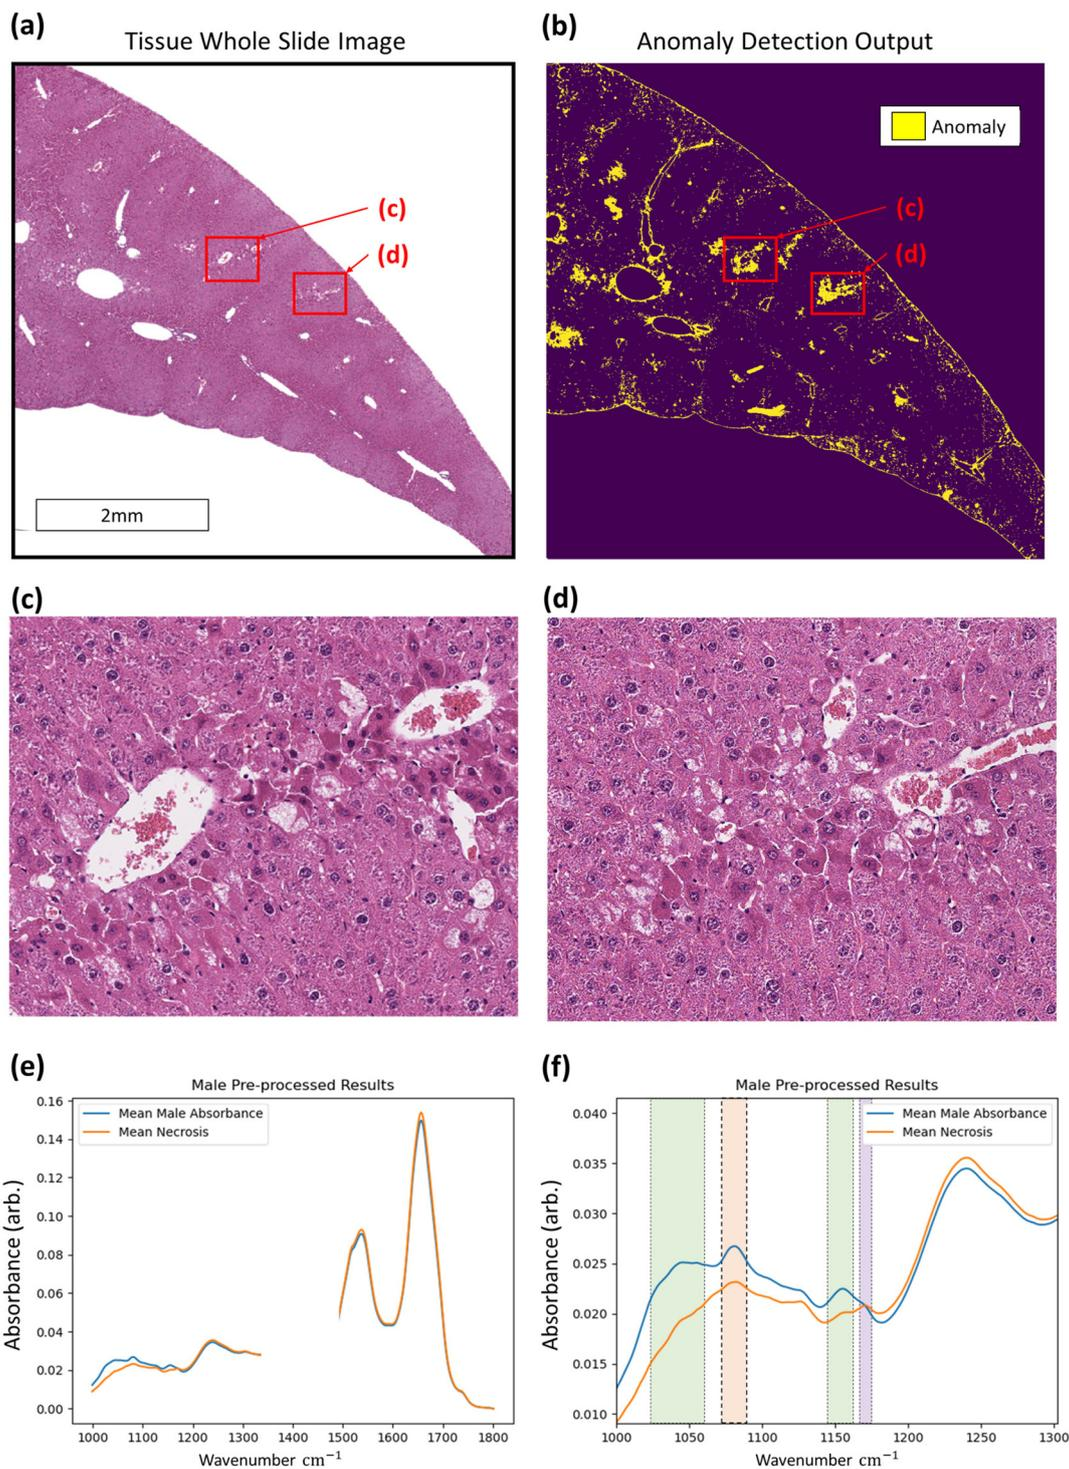 (a)
Tissue Whole Slide Image
(c)
(d)
2mm
(b)
Anomaly Detection Output
Anomaly
(c)
(d)
(c)
(d)
(e)
Male Pre-processed Results
Mean Male Absorbance
Mean Necrosis
0.16
0.14
0.12
0.10
0.08
0.06
0.04
0.02
0.00
Absorbance (arb.)
1000 1100 1200 1300 1400 1500 1600 1700 1800
Wavenumber cm⁻¹
(f)
Male Pre-processed Results
Mean Male Absorbance
Mean Necrosis
0.040
0.035
0.030
0.025
0.020
0.015
0.010
Absorbance (arb.)
1000 1050 1100 1150 1200 1250 1300
Wavenumber cm⁻¹